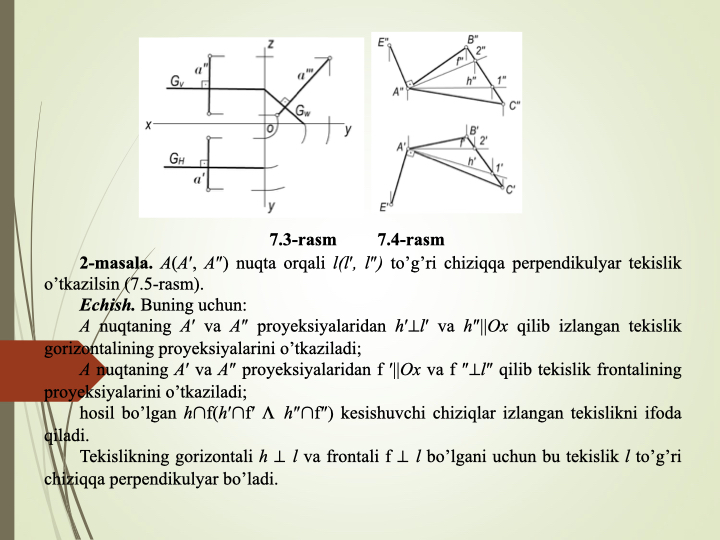 z
a"
a'''
Gv
Gw
x
O
y
GH
a'
y
E"
B"
2"
f"
h"
1"
A"
C"
B'
A'
f'
2'
h'
1'
C'
E'
7.3-rasm 7.4-rasm
2-masala. A(A′, A″) nuqta orqali l(l′, l″) to’g’ri chiziqqa perpendikulyar tekislik
o’tkazilsin (7.5-rasm).
Echish. Buning uchun:
A nuqtaning A′ va A″ proyeksiyalaridan h′⊥l′ va h″||Ox qilib izlangan tekislik
gorizontalining proyeksiyalarini o’tkaziladi;
A nuqtaning A′ va A″ proyeksiyalaridan f ′||Ox va f ″⊥l″ qilib tekislik frontalining
proyeksiyalarini o’tkaziladi;
hosil bo’lgan h∩f(h′∩f′ Λ h″∩f″) kesishuvchi chiziqlar izlangan tekislikni ifoda
qiladi.
Tekislikning gorizontali h ⊥ l va frontali f ⊥ l bo’lgani uchun bu tekislik l to’g’ri
chiziqqa perpendikulyar bo’ladi.